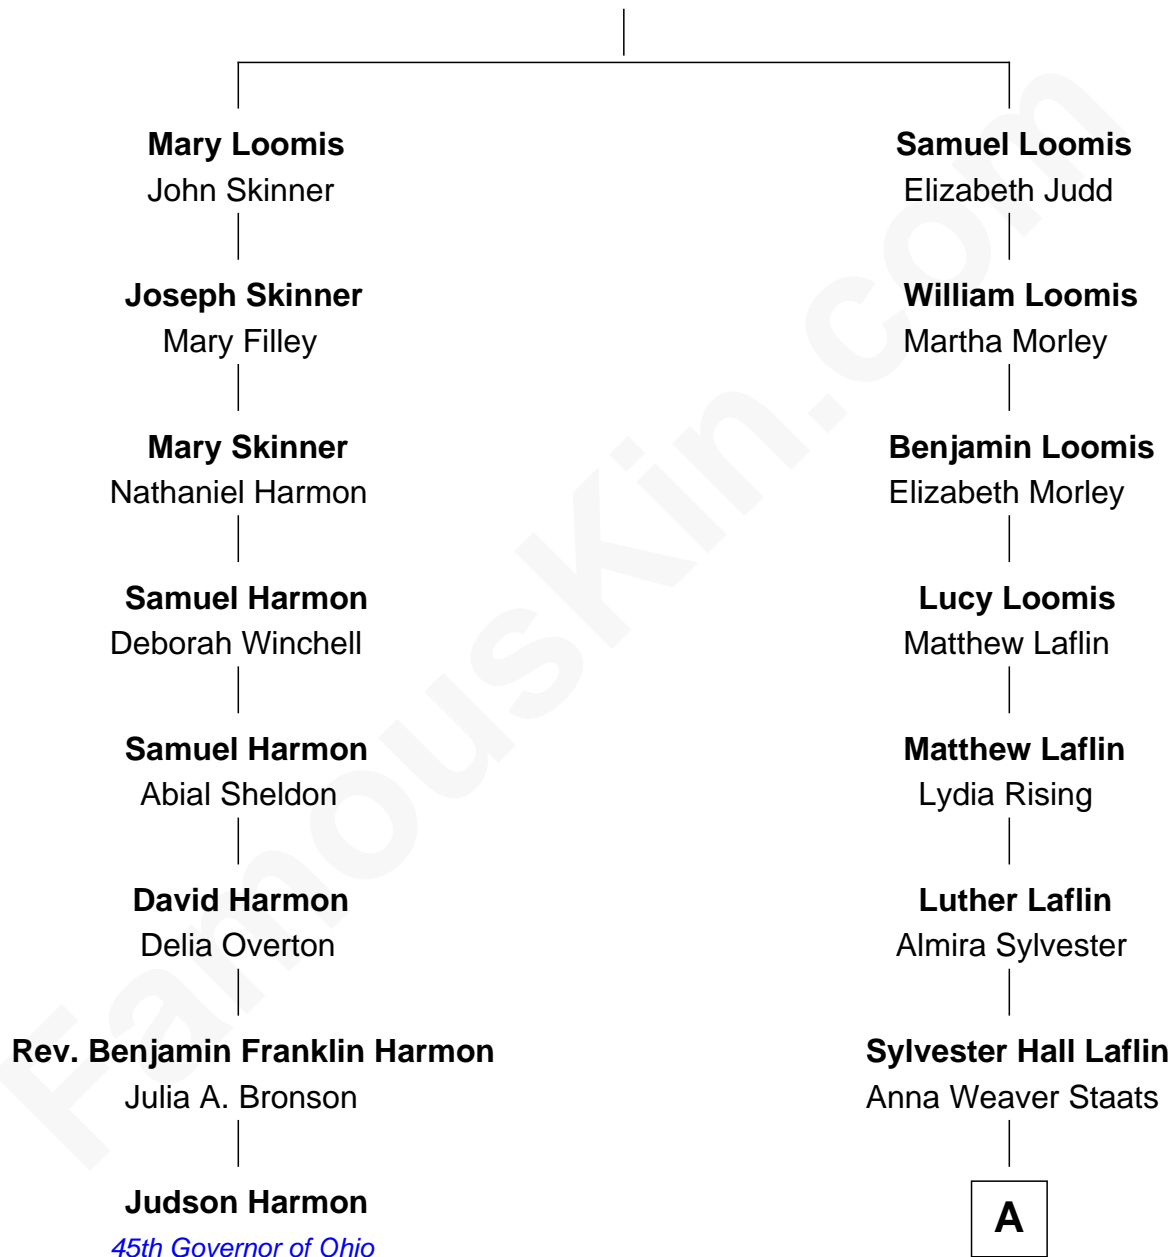 Mary Loomis
John Skinner
Samuel Loomis
Elizabeth Judd
Joseph Skinner
Mary Filley
William Loomis
Martha Morley
Mary Skinner
Nathaniel Harmon
Benjamin Loomis
Elizabeth Morley
Samuel Harmon
Deborah Winchell
Lucy Loomis
Matthew Laflin
Samuel Harmon
Abial Sheldon
Matthew Laflin
Lydia Rising
David Harmon
Delia Overton
Luther Laflin
Almira Sylvester
Rev. Benjamin Franklin Harmon
Julia A. Bronson
Sylvester Hall Laflin
Anna Weaver Staats
Judson Harmon
45th Governor of Ohio
A
FamousKin.com